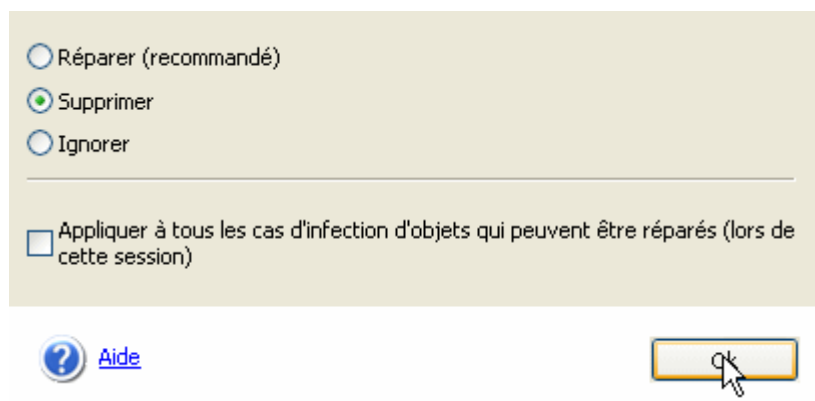 Réparer (recommandé)
Supprimer
Ignorer
Appliquer à tous les cas d'infection d'objets qui peuvent être réparés (lors de
cette session)
Aide
Ok